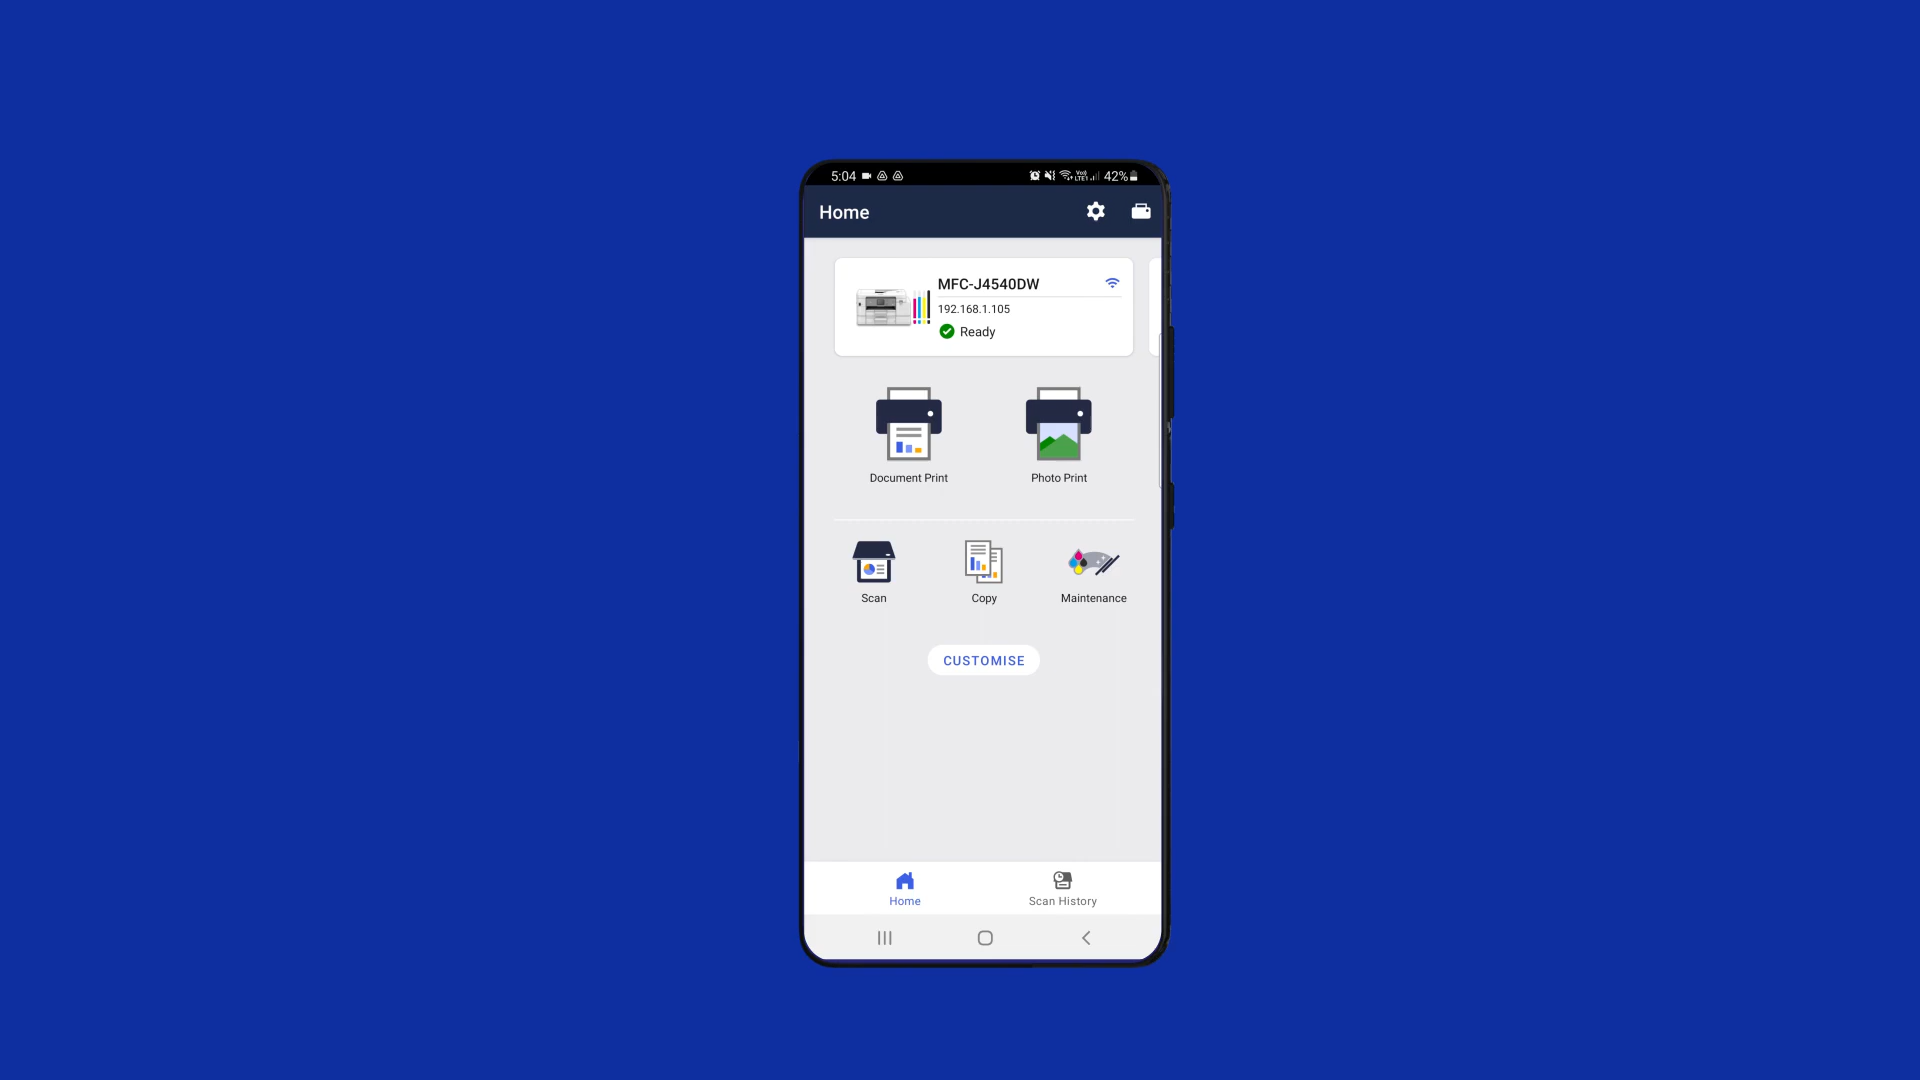 5:04 42%
Home
MFC-J4540DW
192.168.1.105
Ready
Document Print Photo Print
Scan Copy Maintenance
CUSTOMISE
Home Scan History